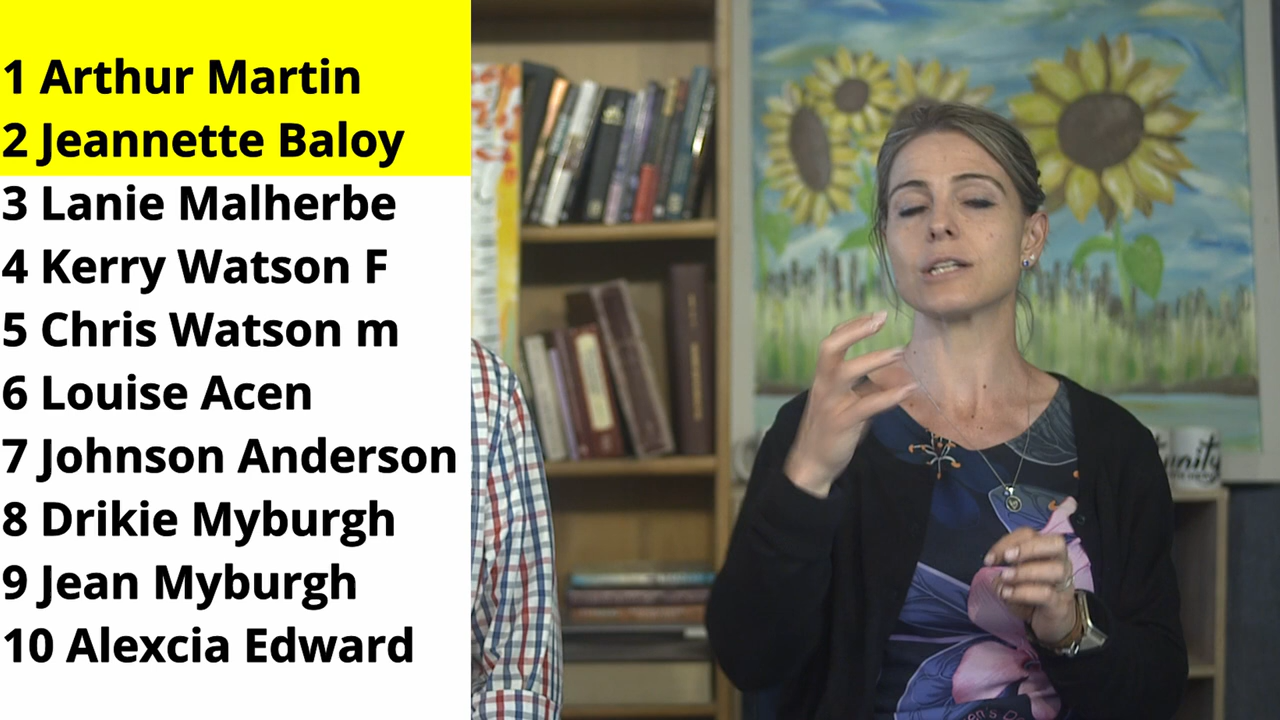 1 Arthur Martin
2 Jeannette Baloy
3 Lanie Malherbe
4 Kerry Watson F
5 Chris Watson m
6 Louise Acen
7 Johnson Anderson
8 Drikie Myburgh
9 Jean Myburgh
10 Alexcia Edward